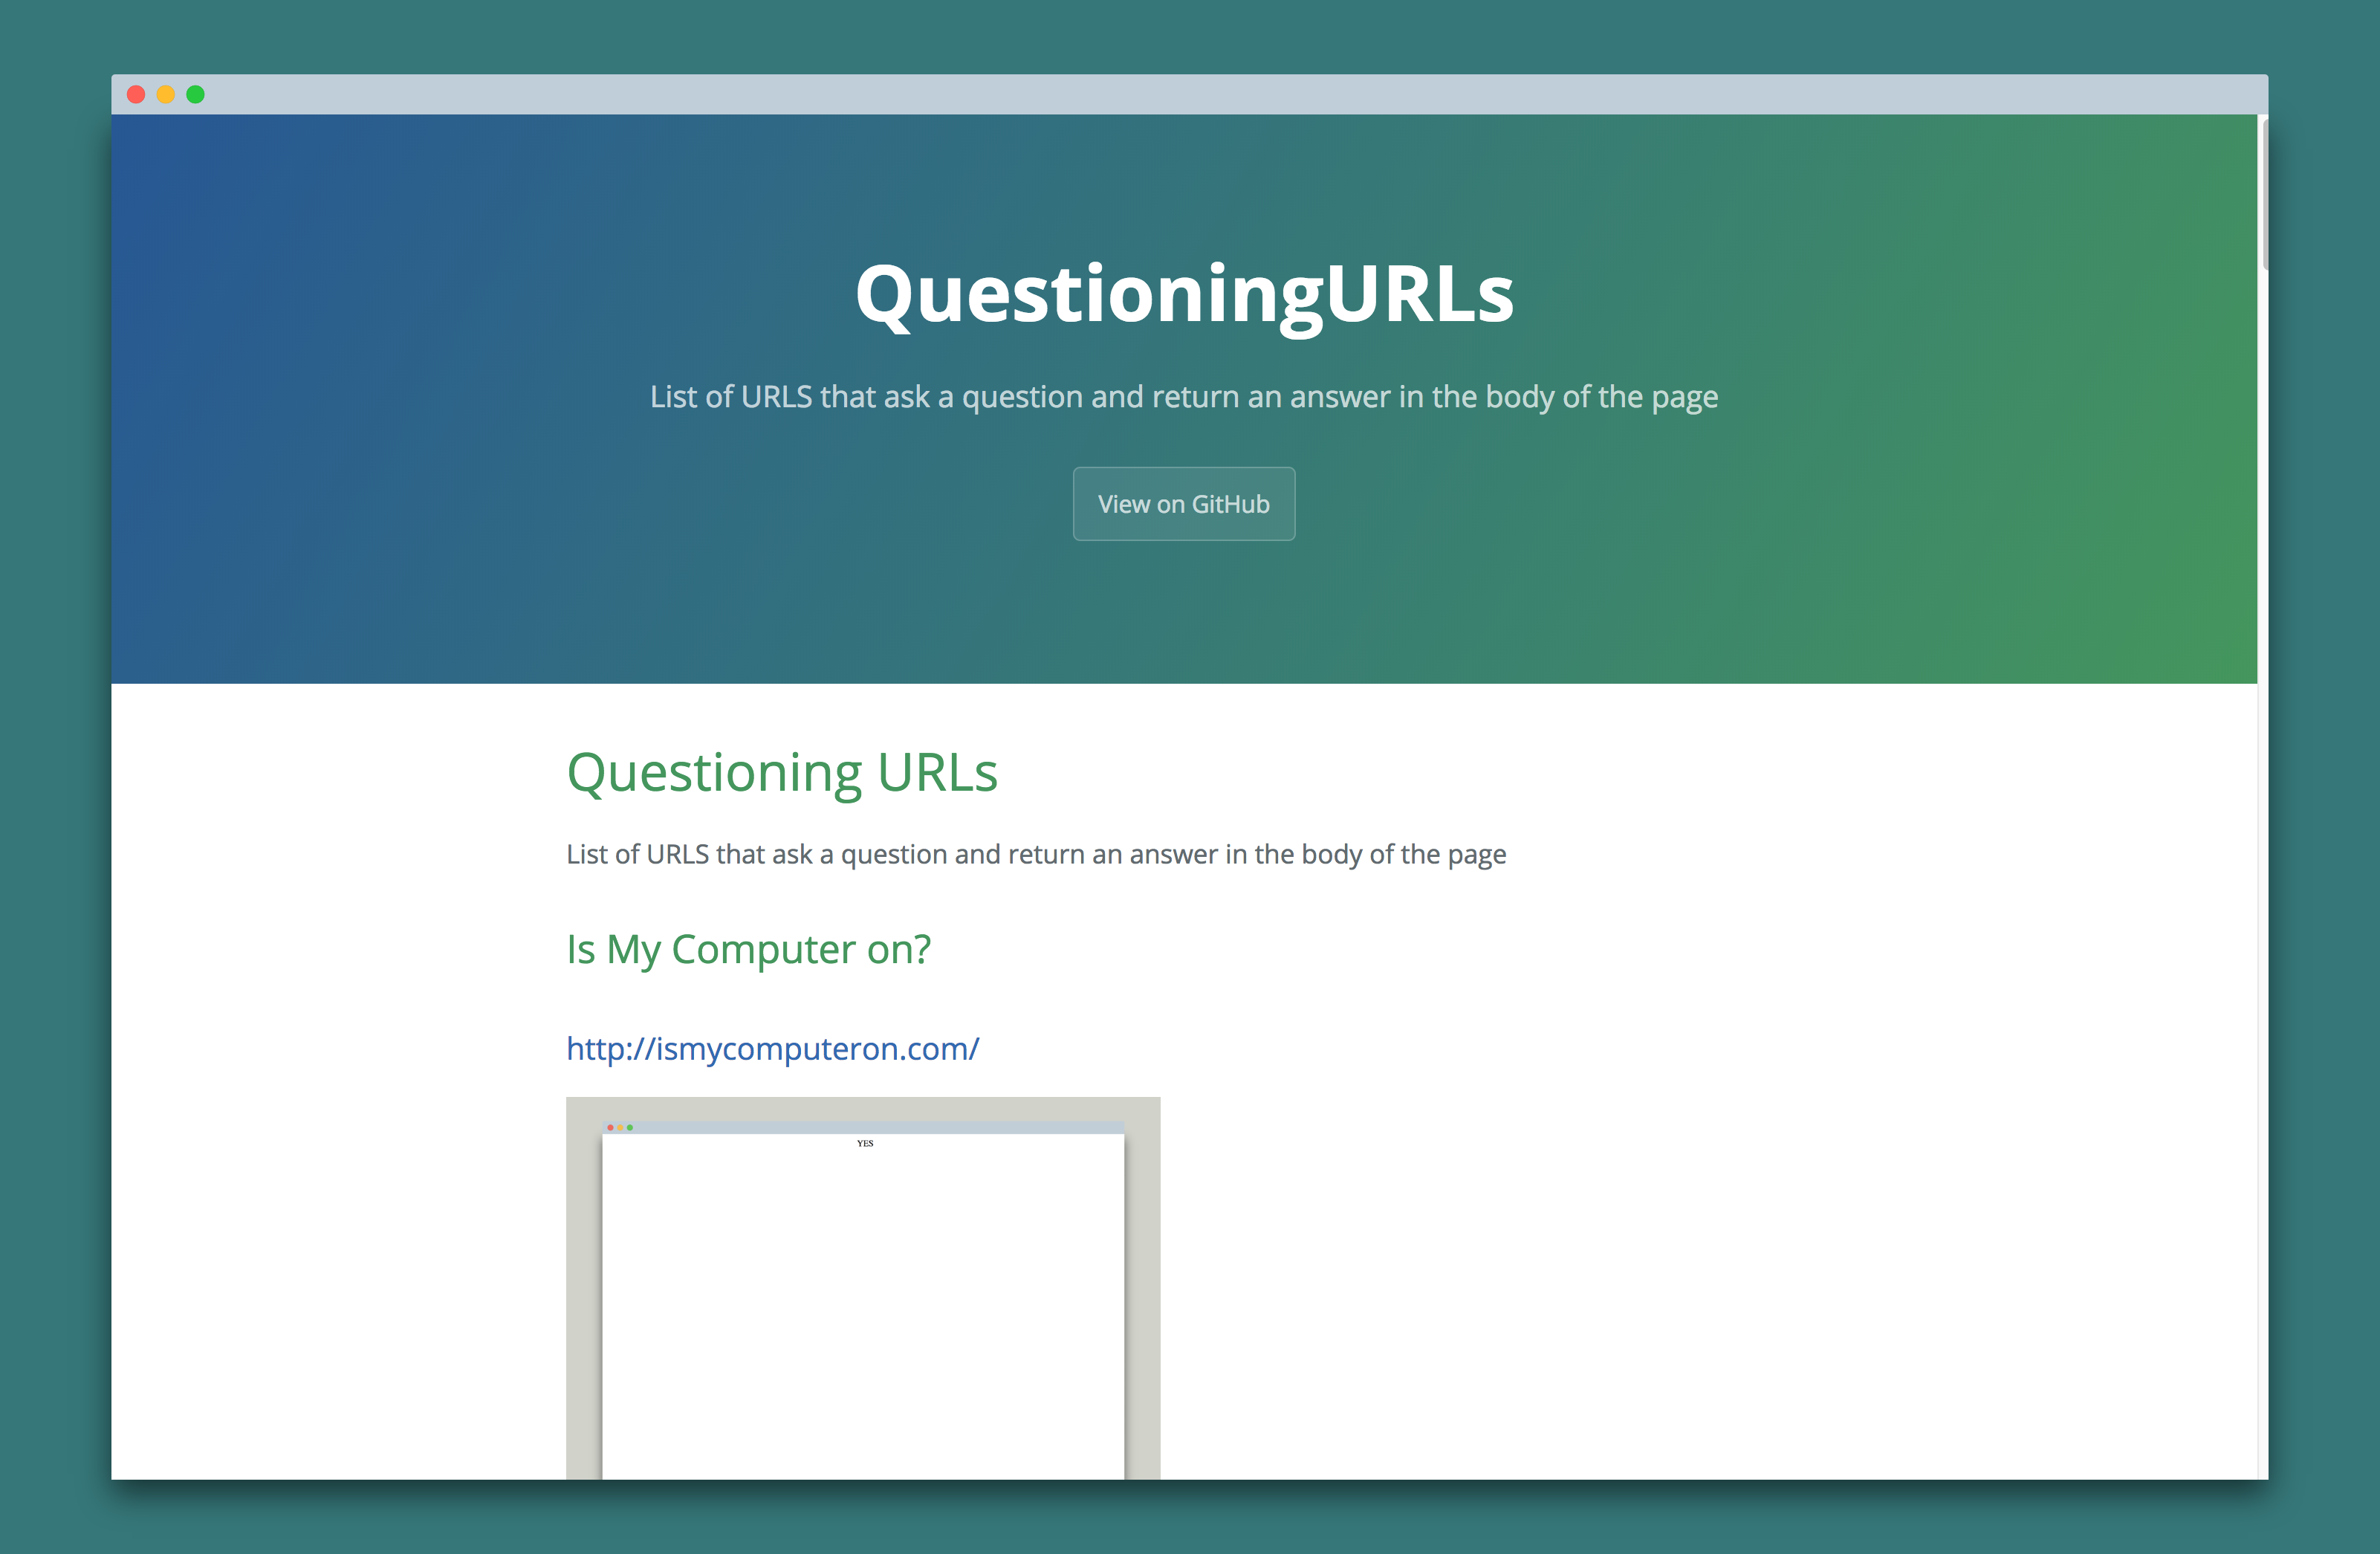 QuestioningURLs
List of URLS that ask a question and return an answer in the body of the page
View on GitHub
Questioning URLs
List of URLS that ask a question and return an answer in the body of the page
Is My Computer on?
http://ismycomputeron.com/
YES